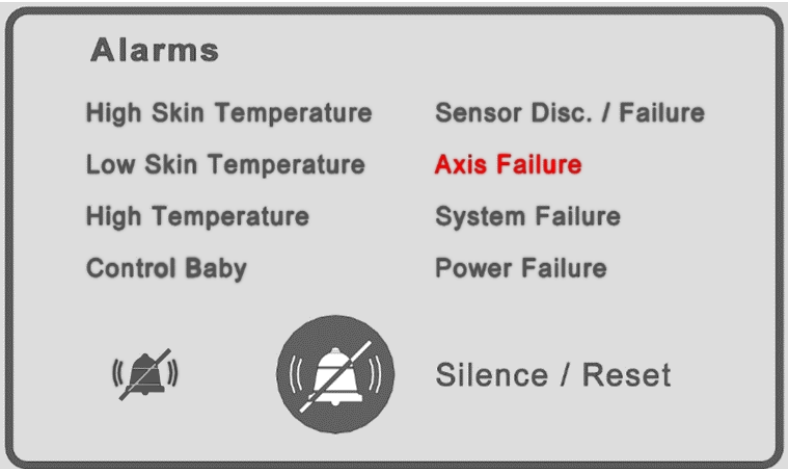 Alarms
High Skin Temperature
Low Skin Temperature
High Temperature
Control Baby
Sensor Disc. / Failure
Axis Failure
System Failure
Power Failure
Silence / Reset